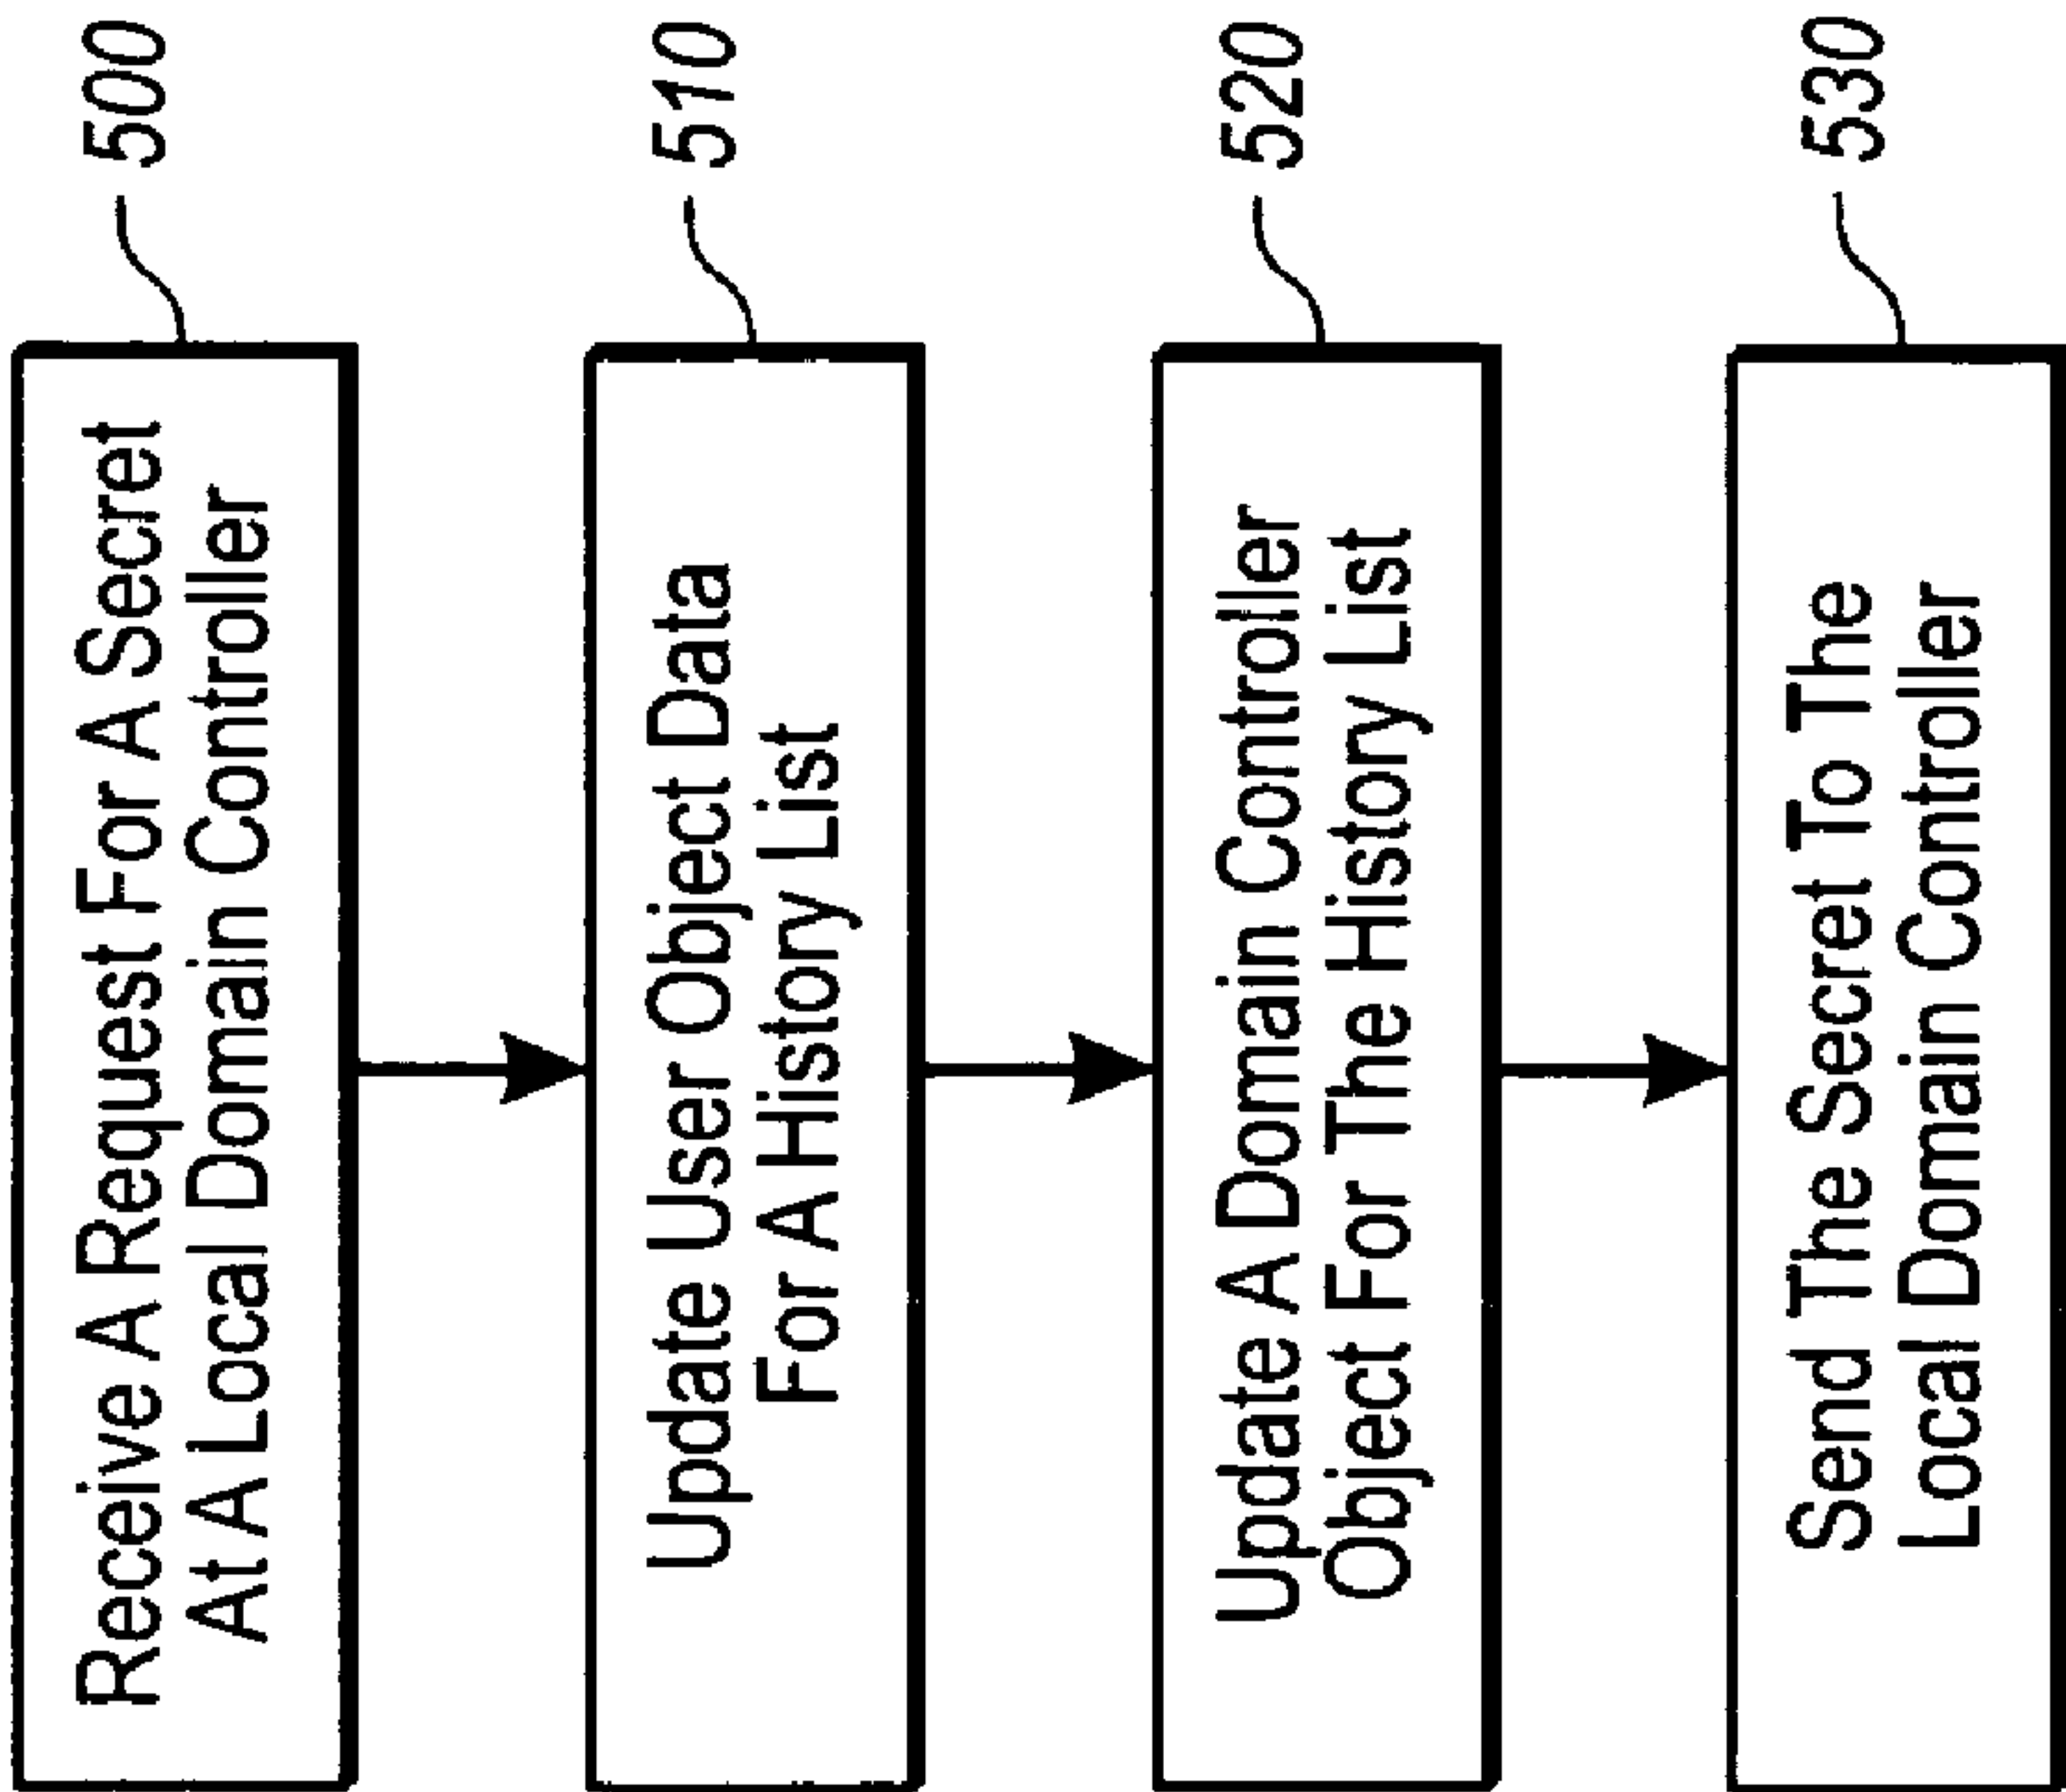 Receive A Request For A Secret
At A Local Domain Controller
500
Update User Object Data
For A History List
510
Update A Domain Controller
Object For The History List
520
Send The Secret To The
Local Domain Controller
530